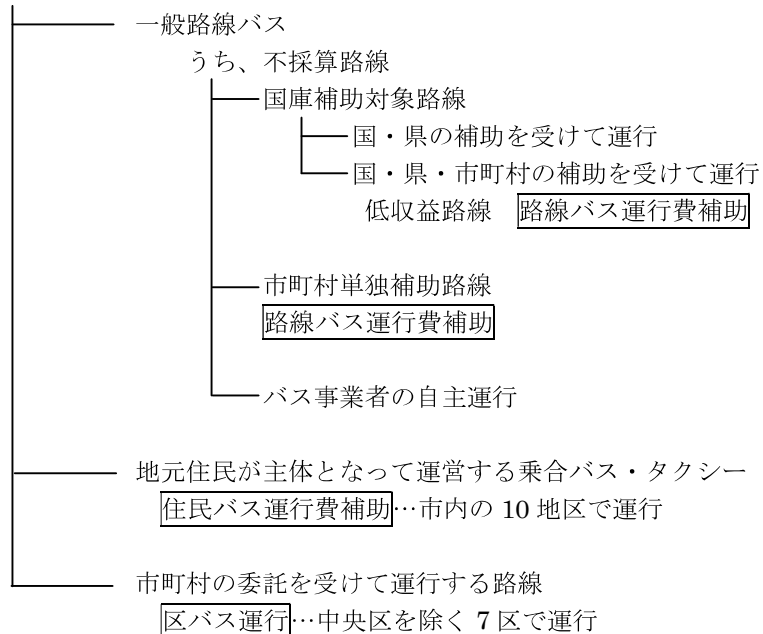 一般路線バス
うち、不採算路線
国庫補助対象路線
国・県の補助を受けて運行
国・県・市町村の補助を受けて運行
低収益路線 路線バス運行費補助
市町村単独補助路線
路線バス運行費補助
バス事業者の自主運行
地元住民が主体となって運営する乗合バス・タクシー
住民バス運行費補助…市内の 10 地区で運行
市町村の委託を受けて運行する路線
区バス運行…中央区を除く 7 区で運行